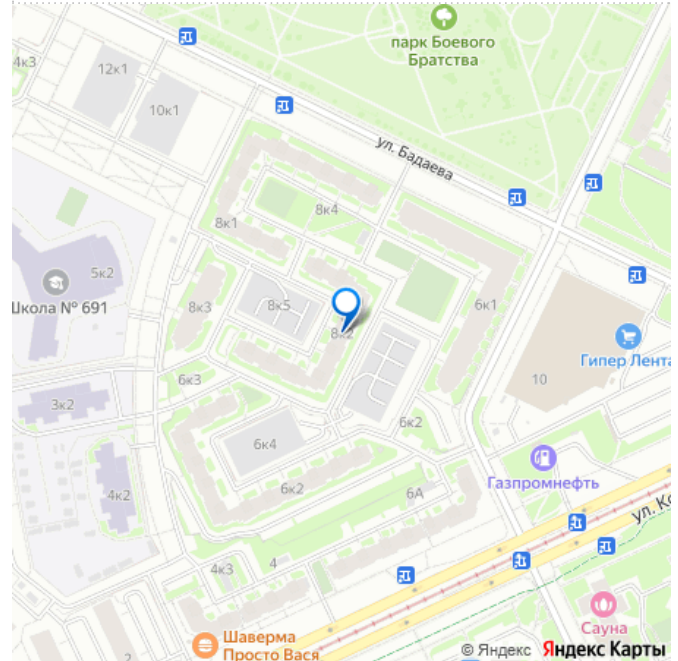 парк Боевого
Братства
4к3
12к1
10к1
ул. Бадаева
8к4
8к1
5к2
Школа № 691
8к3
8к5
6к1
8к2
Гипер Лента
6к3
10
3к2
6к2
6к4
Газпромнефть
6к2
6А
4к2
ул. Ко
4
4к3
2
Сауна
Шаверма
Просто Вася
© Яндекс Яндекс Карты